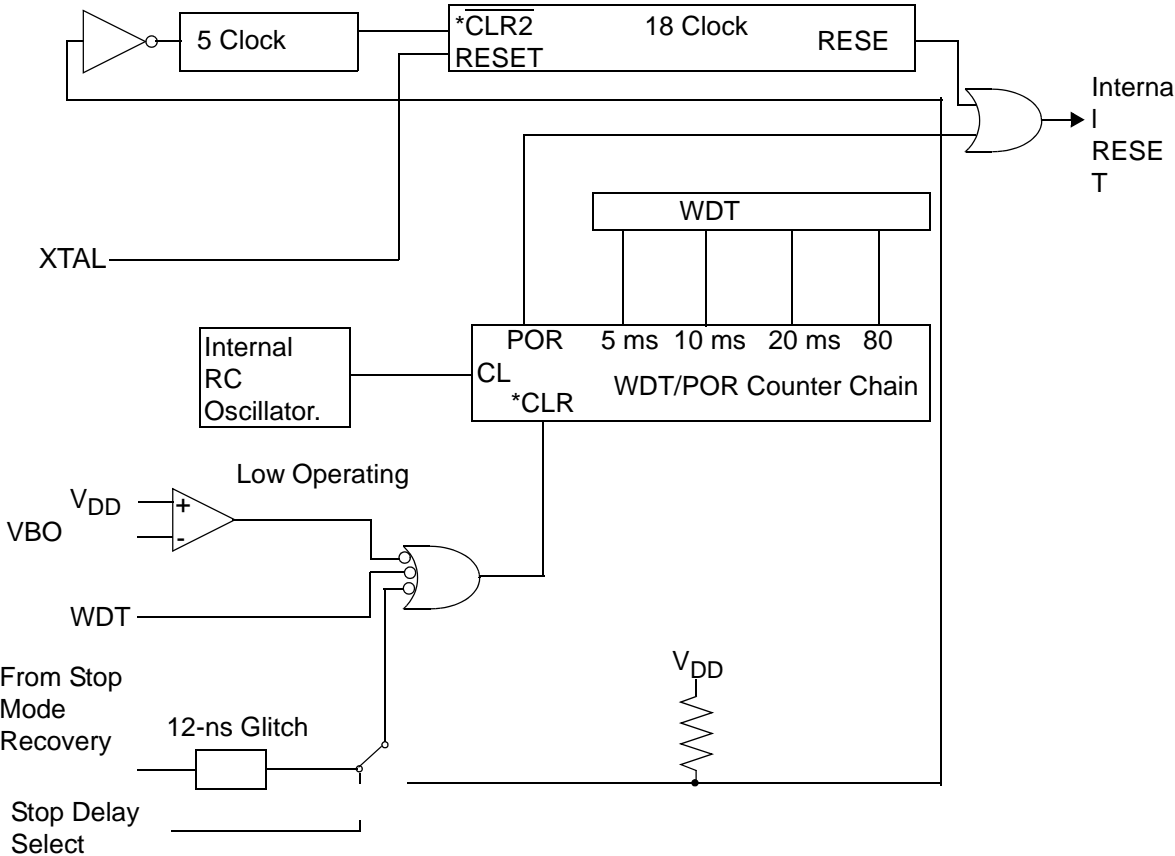 5 Clock
*CLR2
18 Clock
RESE
RESET
Interna
l
RESE
T
WDT
XTAL
POR
5 ms
10 ms
20 ms
80
Internal
RC
Oscillator.
CL
WDT/POR Counter Chain
*CLR
Low Operating
VDD
+
VBO
-
WDT
From Stop
Mode
Recovery
12-ns Glitch
VDD
Stop Delay
Select